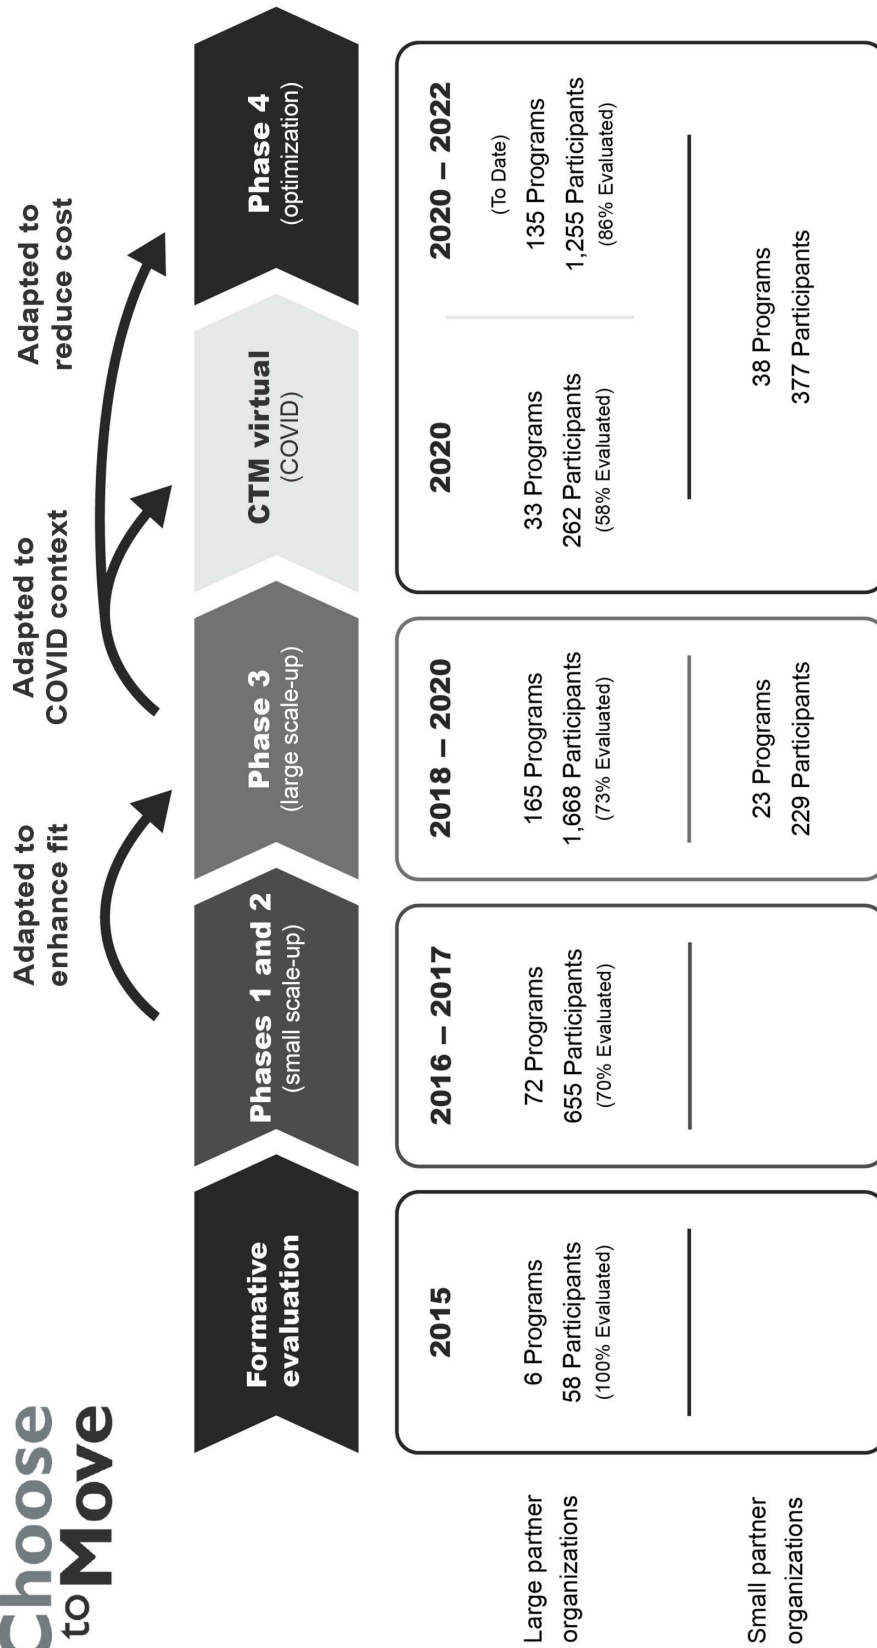 Choose
to Move
Adapted to
enhance fit
Adapted to
COVID context
Adapted to
reduce cost
Formative
evaluation
Phases 1 and 2
(small scale-up)
Phase 3
(large scale-up)
CTM virtual
(COVID)
Phase 4
(optimization)
Large partner
organizations
2015
6 Programs
58 Participants
(100% Evaluated)
2016 – 2017
72 Programs
655 Participants
(70% Evaluated)
2018 – 2020
165 Programs
1,668 Participants
(73% Evaluated)
2020
33 Programs
262 Participants
(58% Evaluated)
2020 – 2022
(To Date)
135 Programs
1,255 Participants
(86% Evaluated)
Small partner
organizations
23 Programs
229 Participants
38 Programs
377 Participants